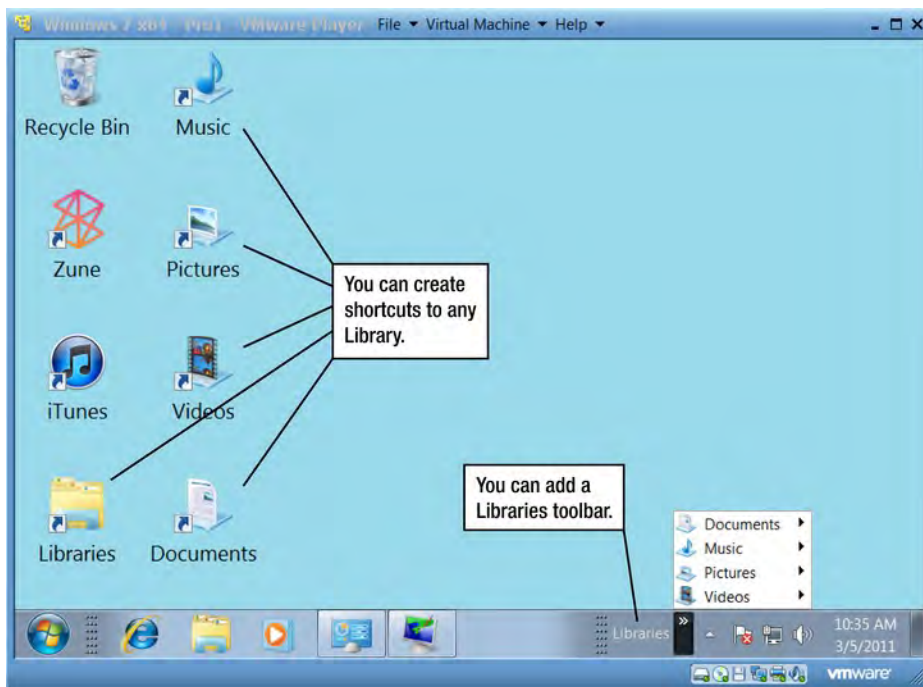 Windows 7 x64 - Pro1 - VMware Player File Virtual Machine Help
Recycle Bin
Music
Zune
Pictures
You can create
shortcuts to any
Library.
iTunes
Videos
Libraries
Documents
You can add a
Libraries toolbar.
Documents
Music
Pictures
Videos
Libraries
10:35 AM
3/5/2011
vmware